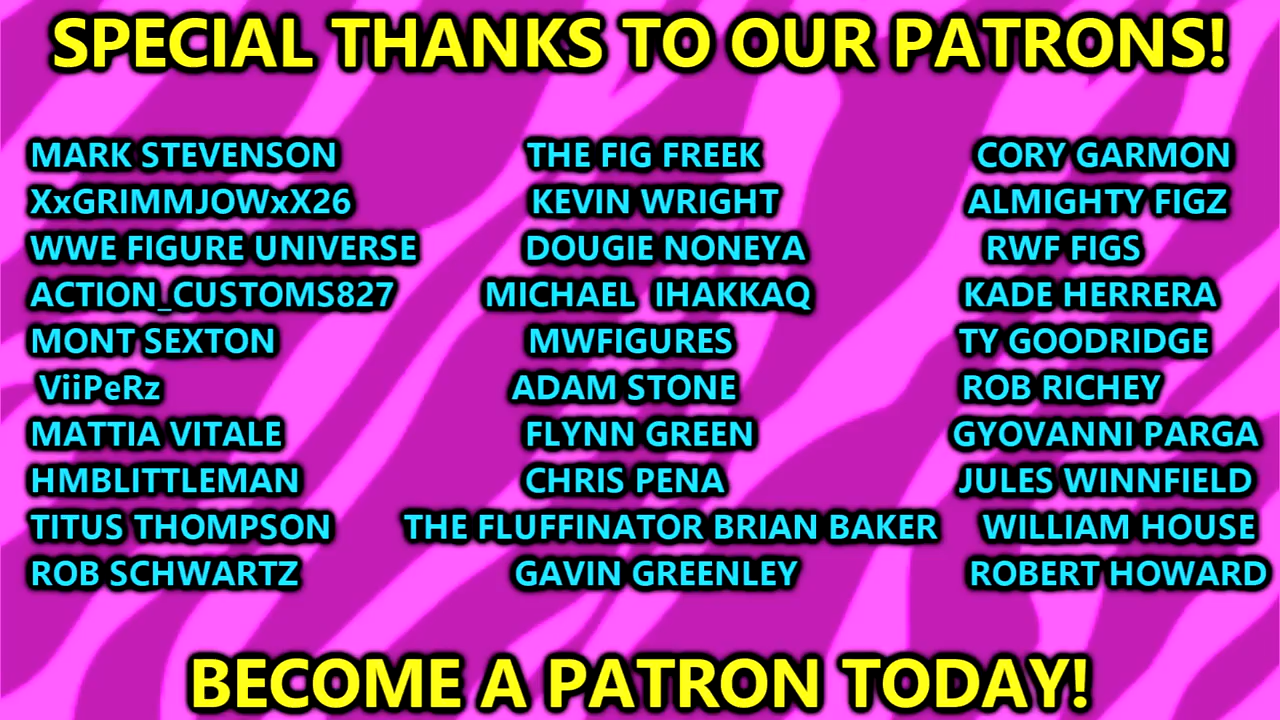 SPECIAL THANKS TO OUR PATRONS!
MARK STEVENSON
XxGRIMMJOWxX26
WWE FIGURE UNIVERSE
ACTION_CUSTOMS827
MONT SEXTON
ViiPeRz
MATTIA VITALE
HMBLITTLEMAN
TITUS THOMPSON
ROB SCHWARTZ
THE FIG FREEK
KEVIN WRIGHT
DOUGIE NONEYA
MICHAEL IHAKKAQ
MWFIGURES
ADAM STONE
FLYNN GREEN
CHRIS PENA
THE FLUFFINATOR BRIAN BAKER
GAVIN GREENLEY
CORY GARMON
ALMIGHTY FIGZ
RWF FIGS
KADE HERRERA
TY GOODRIDGE
ROB RICHEY
GYOVANNI PARGA
JULES WINNFIELD
WILLIAM HOUSE
ROBERT HOWARD
BECOME A PATRON TODAY!